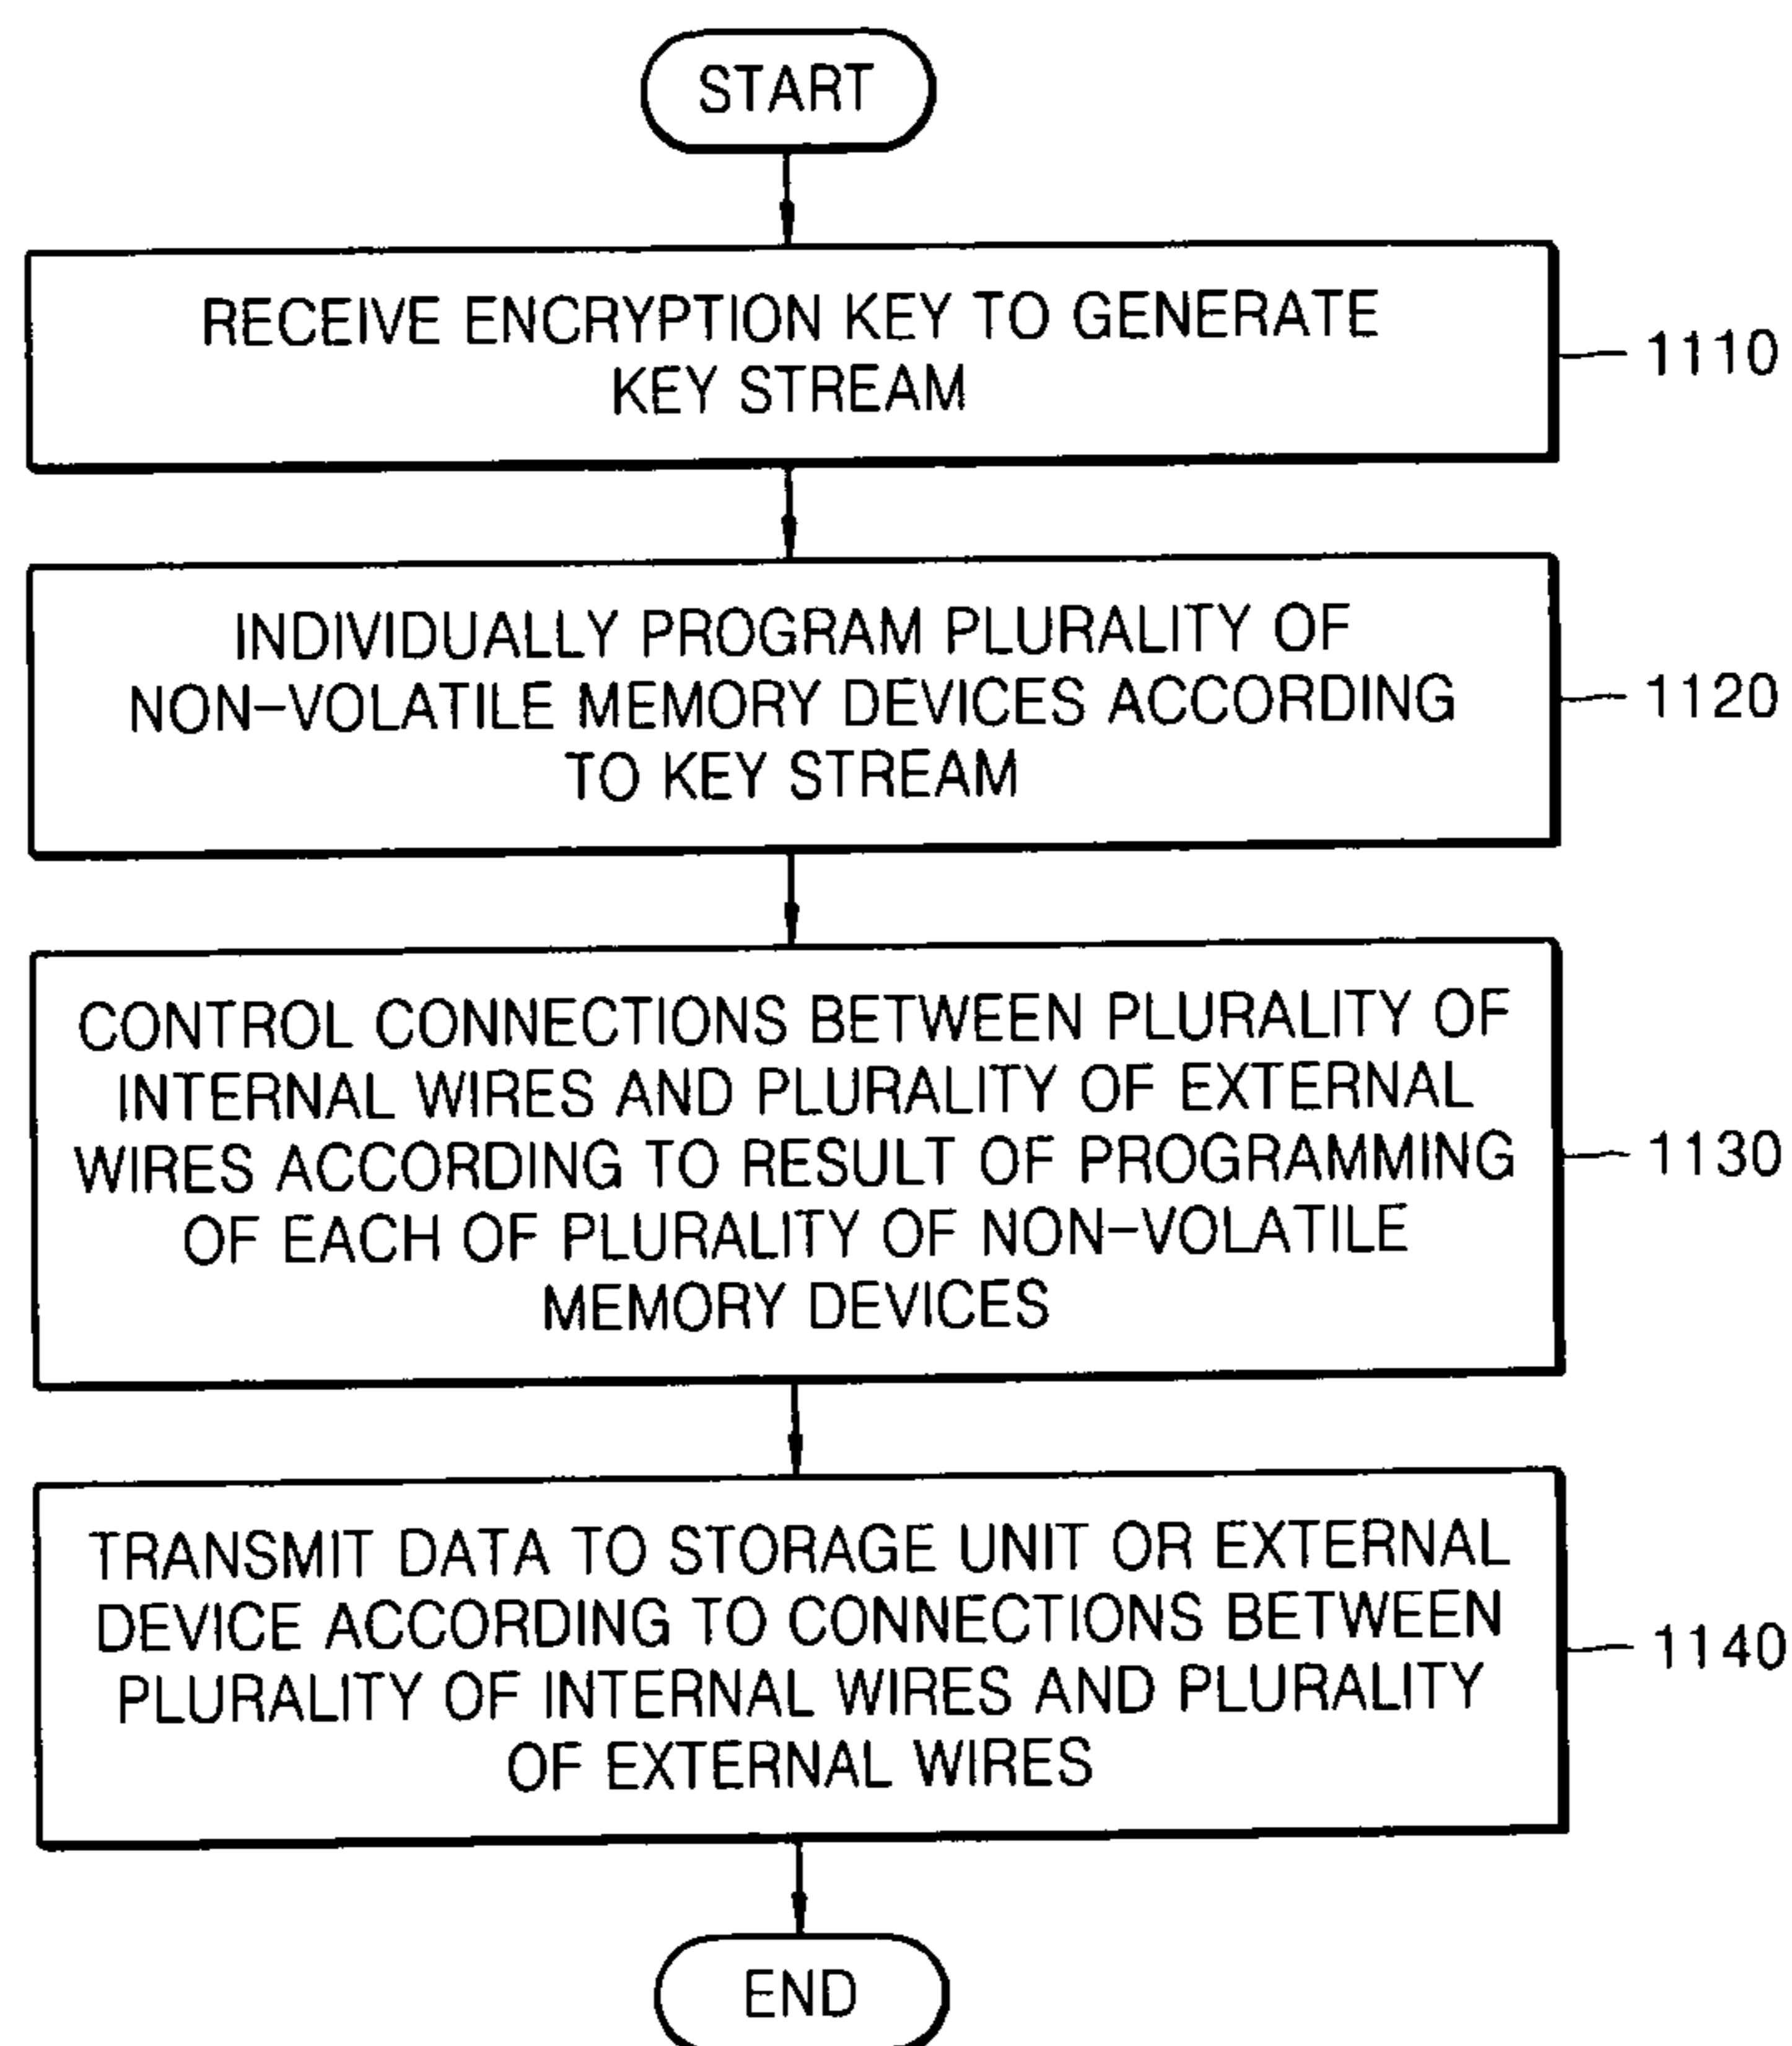 START
RECEIVE ENCRYPTION KEY TO GENERATE
KEY STREAM
1110
INDIVIDUALLY PROGRAM PLURALITY OF
NON-VOLATILE MEMORY DEVICES ACCORDING
TO KEY STREAM
1120
CONTROL CONNECTIONS BETWEEN PLURALITY OF
INTERNAL WIRES AND PLURALITY OF EXTERNAL
WIRES ACCORDING TO RESULT OF PROGRAMMING
OF EACH OF PLURALITY OF NON-VOLATILE
MEMORY DEVICES
1130
TRANSMIT DATA TO STORAGE UNIT OR EXTERNAL
DEVICE ACCORDING TO CONNECTIONS BETWEEN
PLURALITY OF INTERNAL WIRES AND PLURALITY
OF EXTERNAL WIRES
1140
END